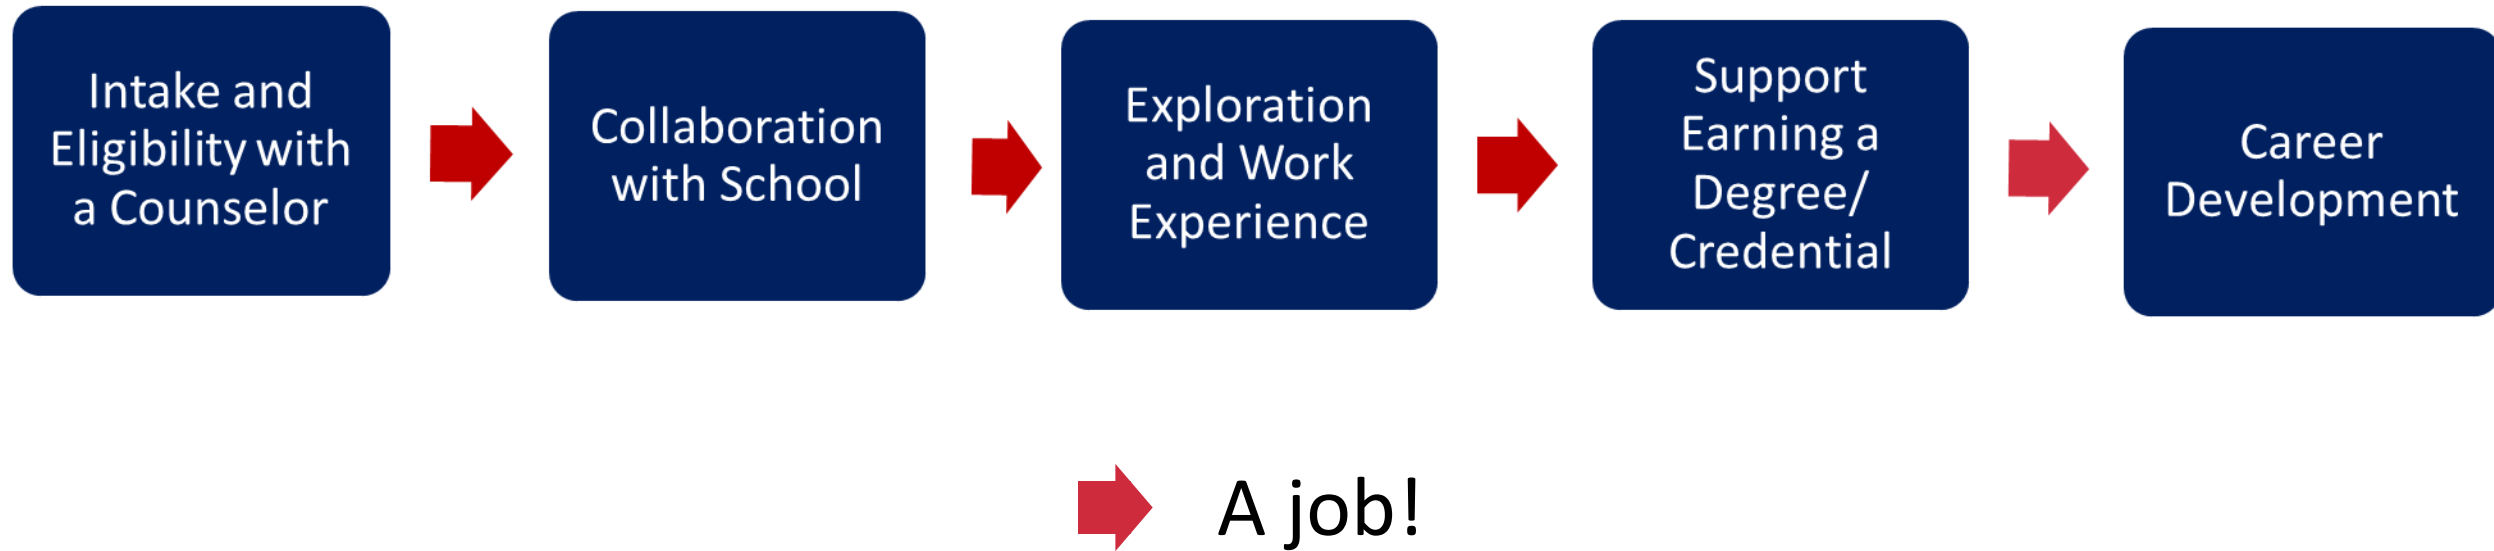 Intake and
Eligibility with
a Counselor
Collaboration
with School
Exploration
and Work
Experience
Support
Earning a
Degree/
Credential
Career
Development
A job!